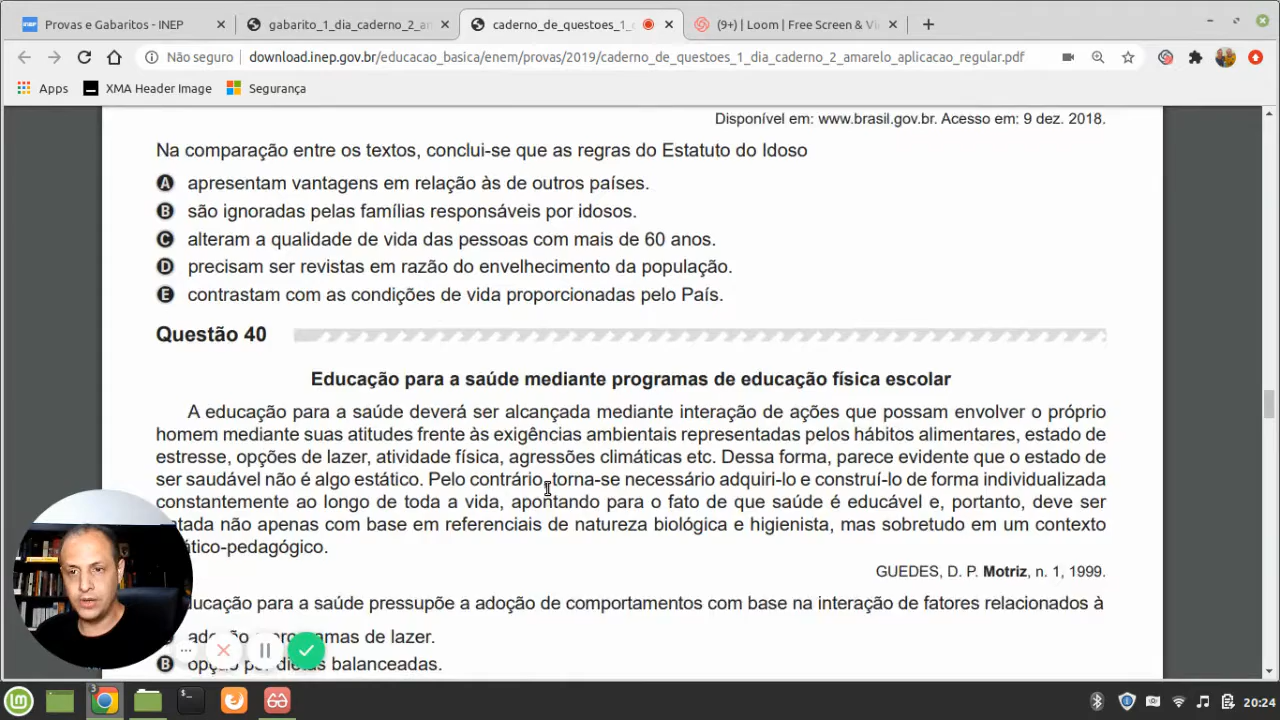 Provas e Gabaritos - INEP
gabarito_1_dia_caderno_2_am
caderno_de_questoes_1_c
(9+) | Loom | Free Screen & Vi
Não seguro
download.inep.gov.br/educacao_basica/enem/provas/2019/caderno_de_questoes_1_dia_caderno_2_amarelo_aplicacao_regular.pdf
Apps
XMA Header Image
Segurança
Disponível em: www.brasil.gov.br. Acesso em: 9 dez. 2018.
Na comparação entre os textos, conclui-se que as regras do Estatuto do Idoso
A apresentam vantagens em relação às de outros países.
B são ignoradas pelas famílias responsáveis por idosos.
C alteram a qualidade de vida das pessoas com mais de 60 anos.
D precisam ser revistas em razão do envelhecimento da população.
E contrastam com as condições de vida proporcionadas pelo País.
Questão 40
Educação para a saúde mediante programas de educação física escolar
A educação para a saúde deverá ser alcançada mediante interação de ações que possam envolver o próprio
homem mediante suas atitudes frente às exigências ambientais representadas pelos hábitos alimentares, estado de
estresse, opções de lazer, atividade física, agressões climáticas etc. Dessa forma, parece evidente que o estado de
ser saudável não é algo estático. Pelo contrário, torna-se necessário adquiri-lo e construí-lo de forma individualizada
constantemente ao longo de toda a vida, apontando para o fato de que saúde é educável e, portanto, deve ser
tratada não apenas com base em referenciais de natureza biológica e higienista, mas sobretudo em um contexto
ático-pedagógico.
GUEDES, D. P. Motriz, n. 1, 1999.
ducação para a saúde pressupõe a adoção de comportamentos com base na interação de fatores relacionados à
de lazer.
B balanceadas.
3
20:24